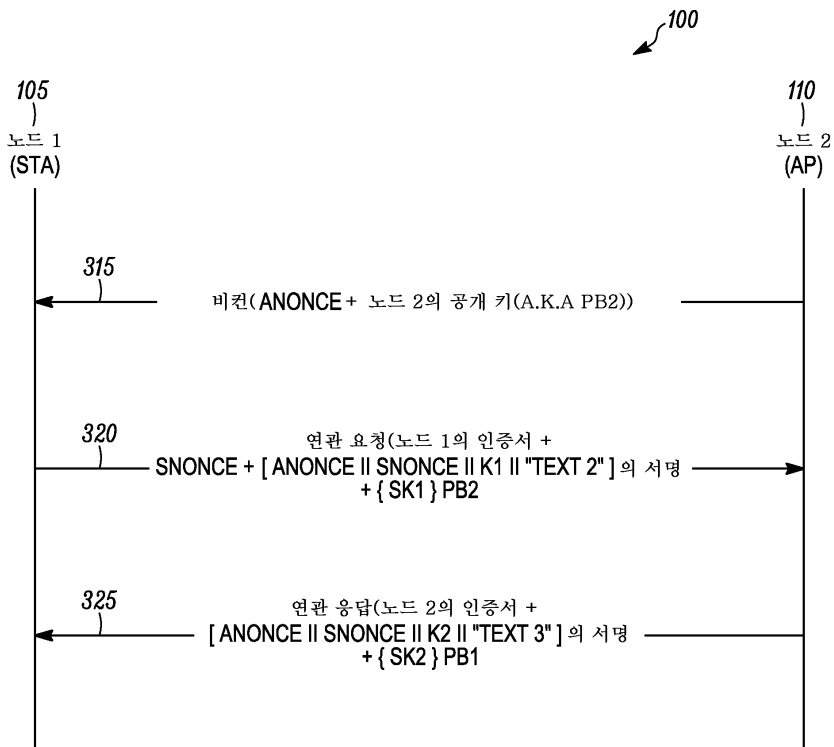 100
105
노드 1
(STA)
110
노드 2
(AP)
315
비컨(ANONCE + 노드 2의 공개 키(A.K.A PB2))
320
연관 요청(노드 1의 인증서 +
SNONCE + [ ANONCE II SNONCE II K1 II "TEXT 2" ] 의 서명
+ { SK1 } PB2
325
연관 응답(노드 2의 인증서 +
[ ANONCE II SNONCE II K2 II "TEXT 3" ] 의 서명
+ { SK2 } PB1